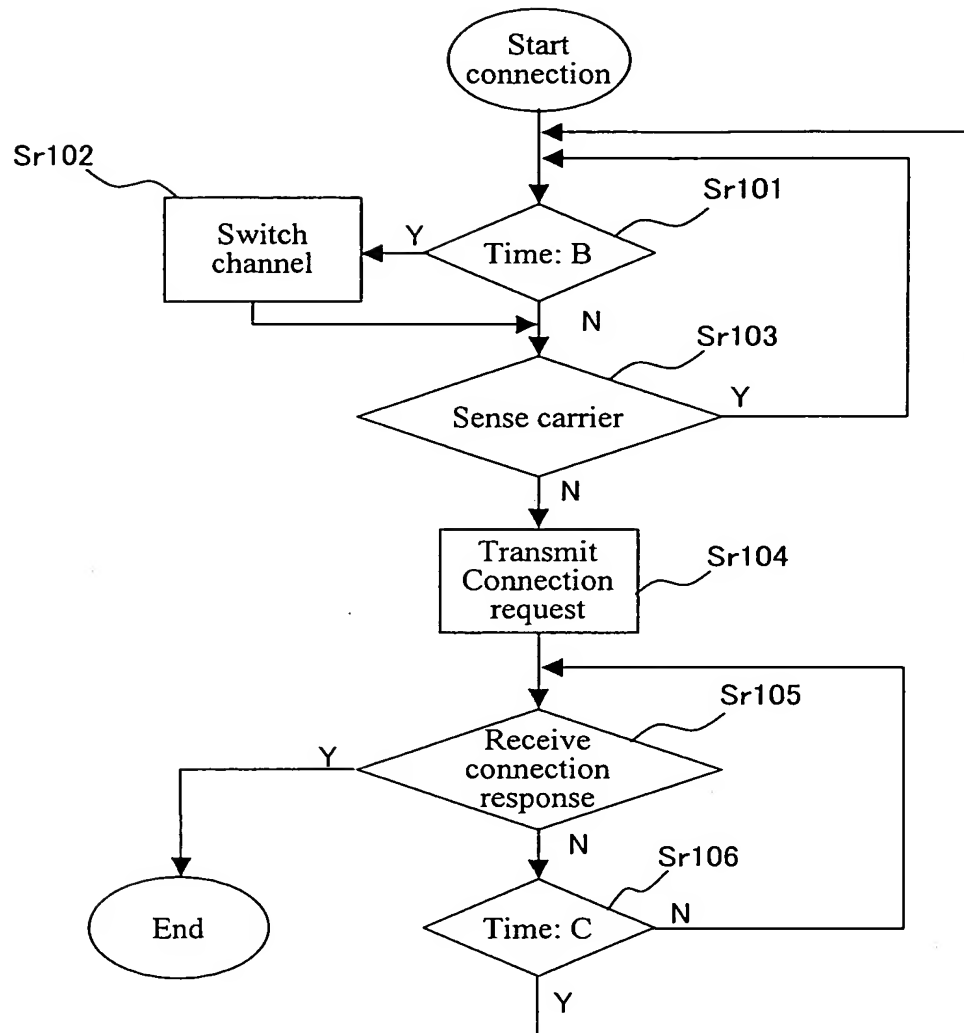 Start
connection
Sr102
Sr101
Switch
channel
Y
Time: B
N
Sr103
Sense carrier
Y
N
Transmit
Connection
request
Sr104
Sr105
Y
Receive
connection
response
N
Sr106
End
Time: C
N
Y